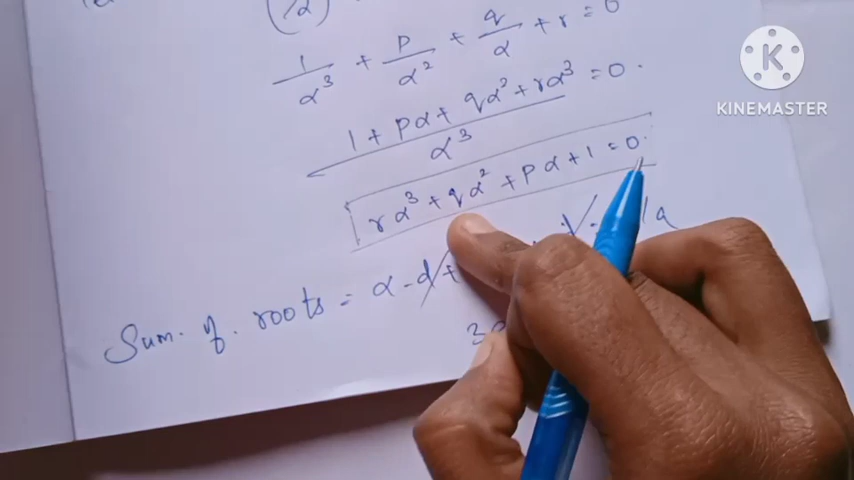 (1/α)
1/α³ + p/α² + q/α + r = 0
K
KINEMASTER
(1 + pα + qα² + rα³)/α³ = 0.
rα³ + qα² + pα + 1 = 0.
Sum. of. roots = α - d +